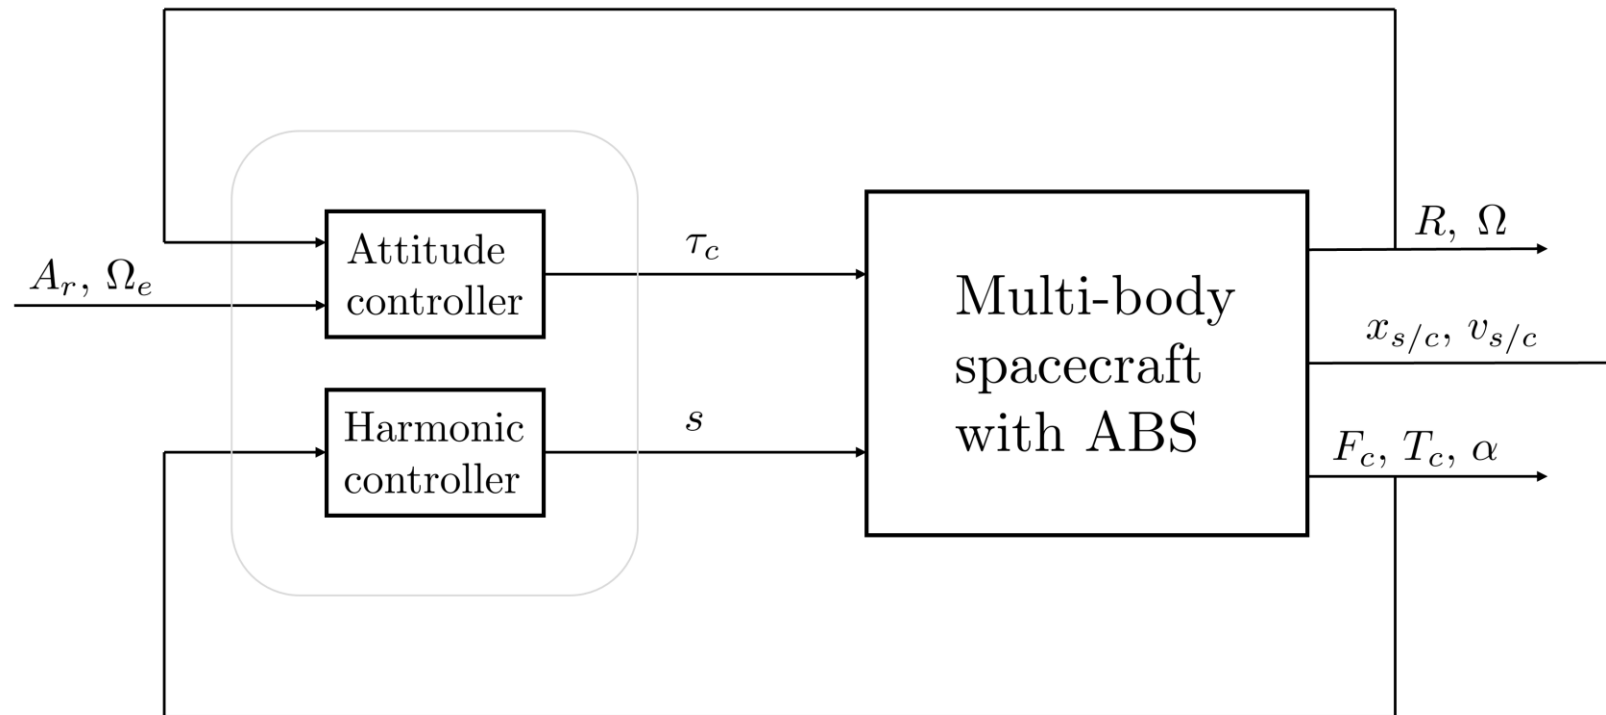 A_r, Ω_e
Attitude
controller
τ_c
Harmonic
controller
s
Multi-body
spacecraft
with ABS
R, Ω
x_{s/c}, v_{s/c}
F_c, T_c, α